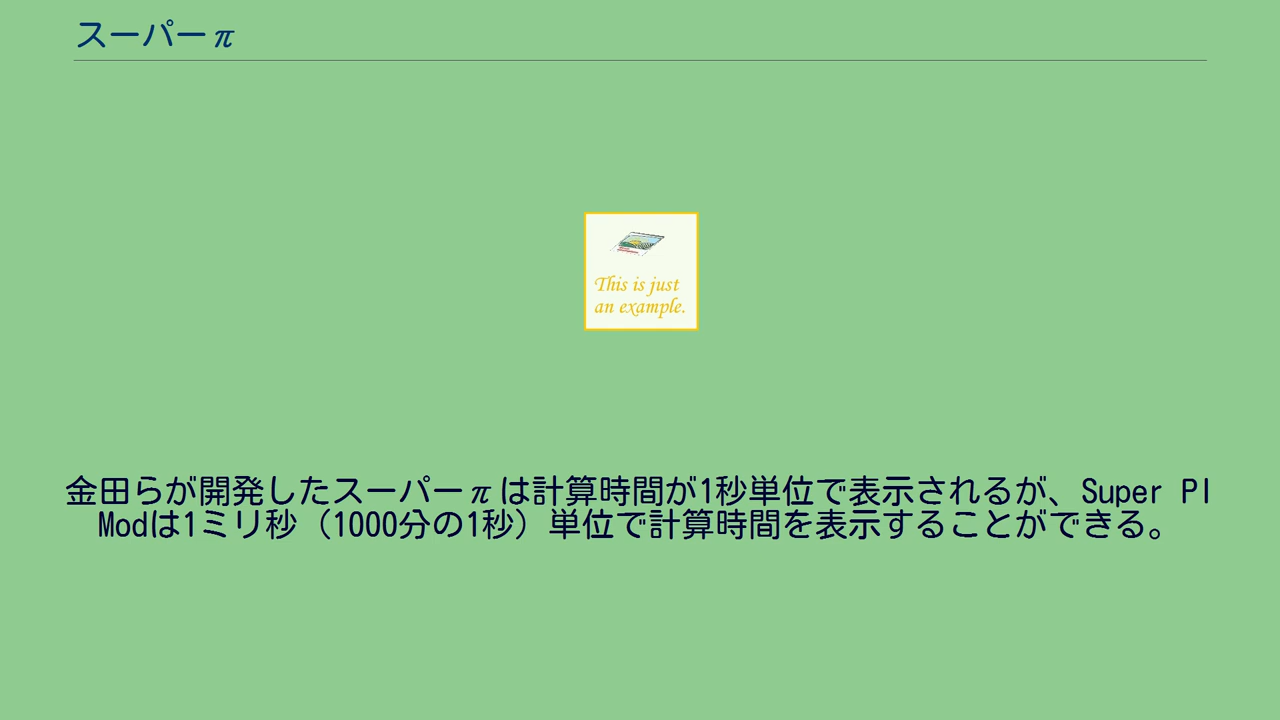 スーパーπ
This is just
an example.
金田らが開発したスーパーπは計算時間が1秒単位で表示されるが、Super PI
Modは1ミリ秒（1000分の1秒）単位で計算時間を表示することができる。